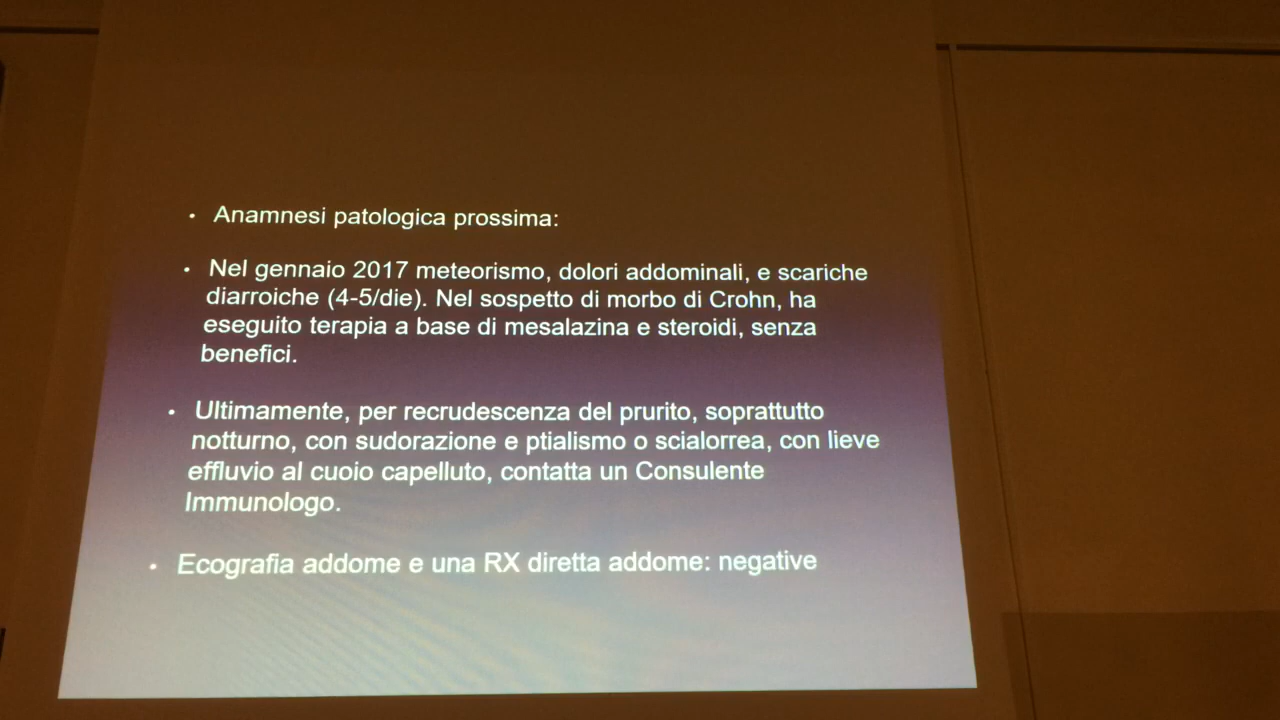 • Anamnesi patologica prossima:
• Nel gennaio 2017 meteorismo, dolori addominali, e scariche
diarroiche (4-5/die). Nel sospetto di morbo di Crohn, ha
eseguito terapia a base di mesalazina e steroidi, senza
benefici.
• Ultimamente, per recrudescenza del prurito, soprattutto
notturno, con sudorazione e ptialismo o scialorrea, con lieve
effluvio al cuoio capelluto, contatta un Consulente
Immunologo.
• Ecografia addome e una RX diretta addome: negative